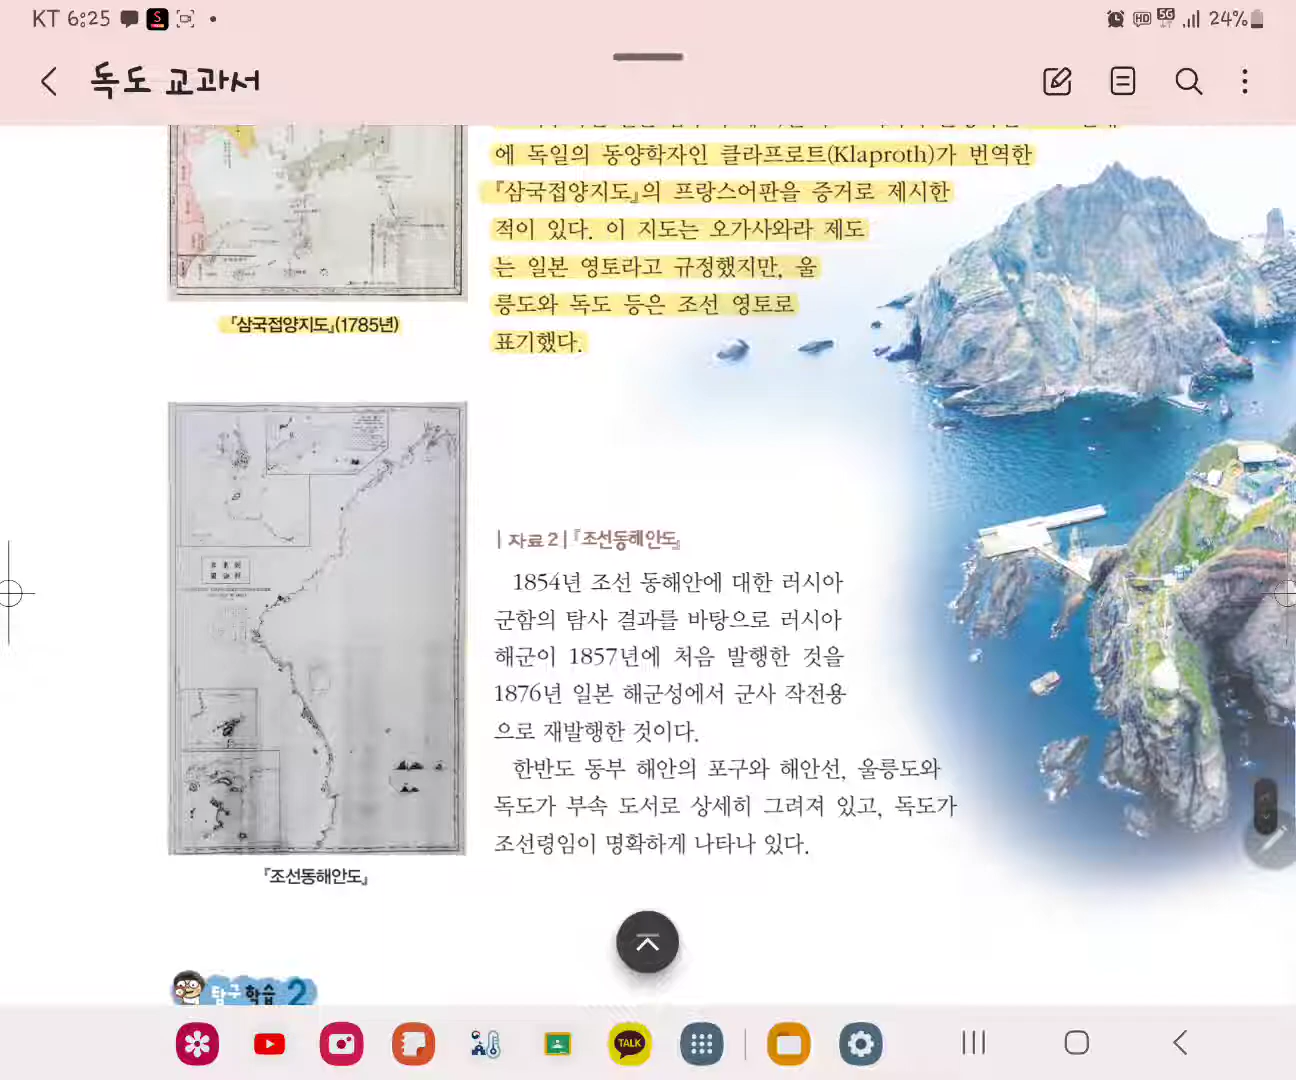 KT 6:25
24%
독도 교과서
에 독일의 동양학자인 클라프로트(Klaproth)가 번역한
『삼국접양지도』의 프랑스어판을 증거로 제시한
적이 있다. 이 지도는 오가사와라 제도
는 일본 영토라고 규정했지만, 울
릉도와 독도 등은 조선 영토로
표기했다.
『삼국접양지도』(1785년)
| 자료 2 | 『조선동해안도』
1854년 조선 동해안에 대한 러시아
군함의 탐사 결과를 바탕으로 러시아
해군이 1857년에 처음 발행한 것을
1876년 일본 해군성에서 군사 작전용
으로 재발행한 것이다.
한반도 동부 해안의 포구와 해안선, 울릉도와
독도가 부속 도서로 상세히 그려져 있고, 독도가
조선령임이 명확하게 나타나 있다.
『조선동해안도』
탐구 학습 2
TALK